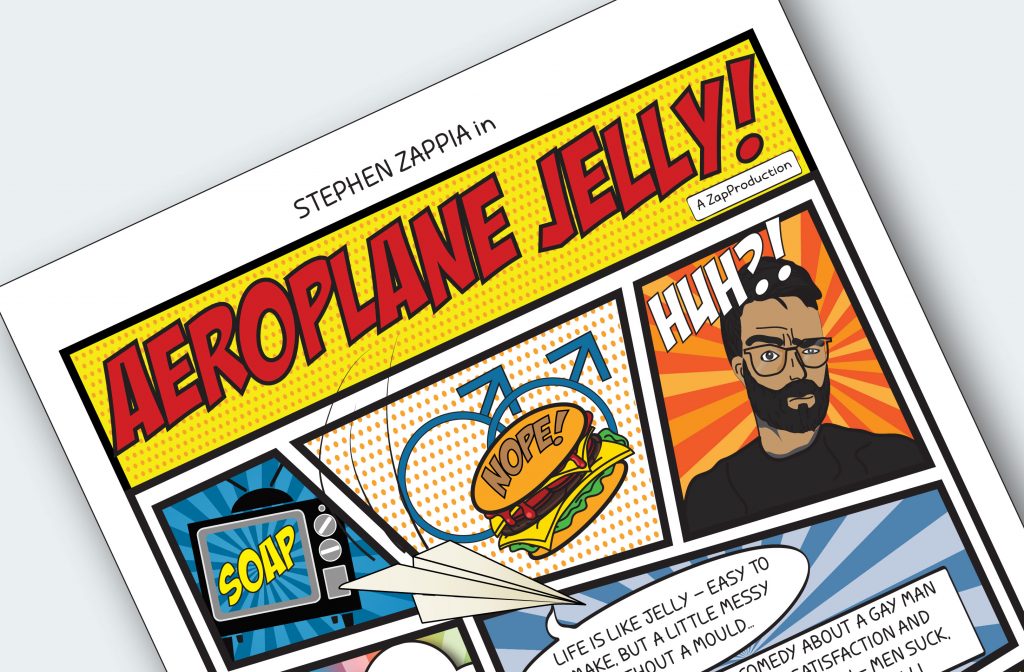 STEPHEN ZAPPIA in
AEROPLANE JELLY!
A ZapProduction
HUH?!
NOPE!
SOAP
LIFE IS LIKE JELLY – EASY TO
MAKE, BUT A LITTLE MESSY
WITHOUT A MOULD...
COMEDY ABOUT A GAY MAN
AND
MEN SUCK.